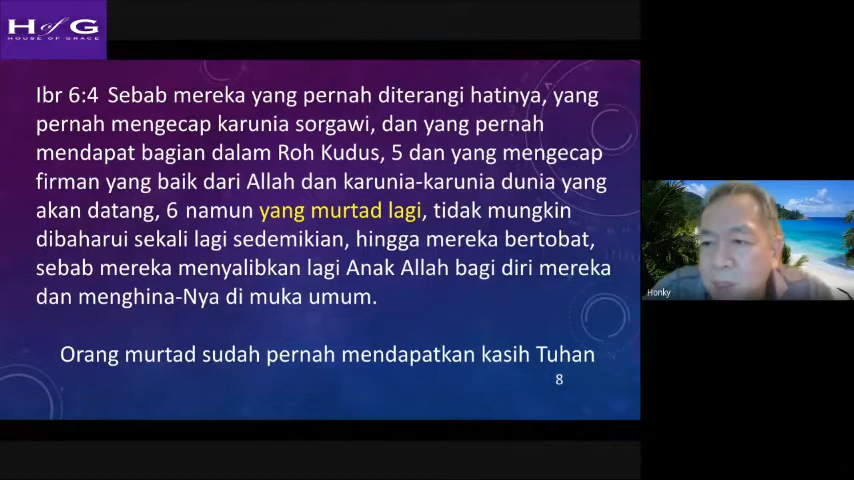 H of G
HOUSE OF GRACE
Ibr 6:4 Sebab mereka yang pernah diterangi hatinya, yang
pernah mengecap karunia sorgawi, dan yang pernah
mendapat bagian dalam Roh Kudus, 5 dan yang mengecap
firman yang baik dari Allah dan karunia-karunia dunia yang
akan datang, 6 namun yang murtad lagi, tidak mungkin
dibaharui sekali lagi sedemikian, hingga mereka bertobat,
sebab mereka menyalibkan lagi Anak Allah bagi diri mereka
dan menghina-Nya di muka umum.
Orang murtad sudah pernah mendapatkan kasih Tuhan
8
Honky